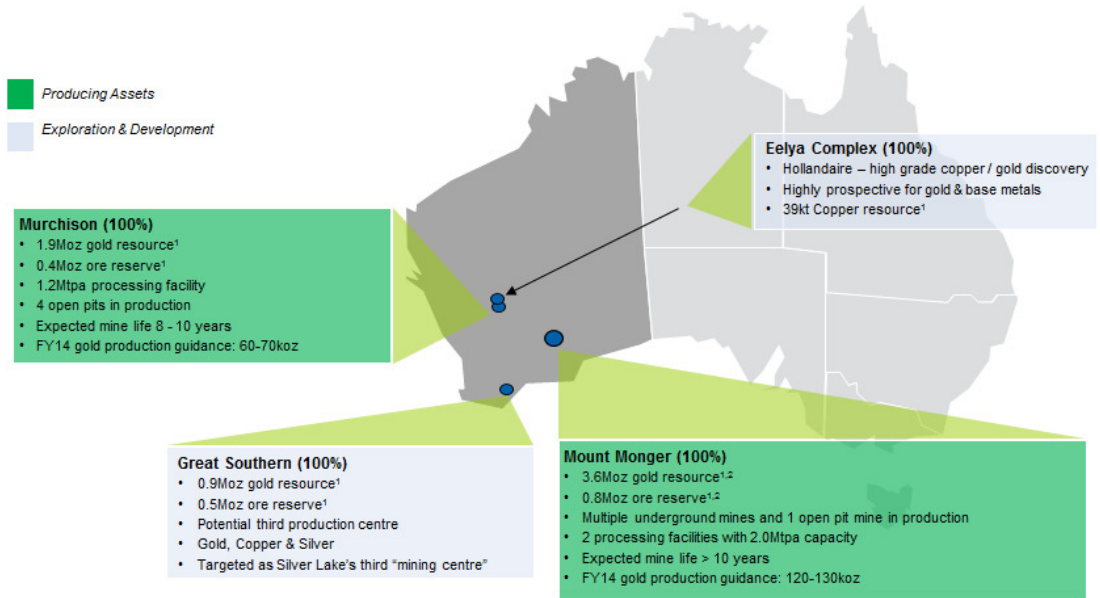 Producing Assets
Exploration & Development
Eelya Complex (100%)
• Hollandaire – high grade copper / gold discovery
• Highly prospective for gold & base metals
• 39kt Copper resource¹
Murchison (100%)
• 1.9Moz gold resource¹
• 0.4Moz ore reserve¹
• 1.2Mtpa processing facility
• 4 open pits in production
• Expected mine life 8 - 10 years
• FY14 gold production guidance: 60-70koz
Great Southern (100%)
• 0.9Moz gold resource¹
• 0.5Moz ore reserve¹
• Potential third production centre
• Gold, Copper & Silver
• Targeted as Silver Lake’s third “mining centre”
Mount Monger (100%)
• 3.6Moz gold resource¹,²
• 0.8Moz ore reserve¹,²
• Multiple underground mines and 1 open pit mine in production
• 2 processing facilities with 2.0Mtpa capacity
• Expected mine life > 10 years
• FY14 gold production guidance: 120-130koz